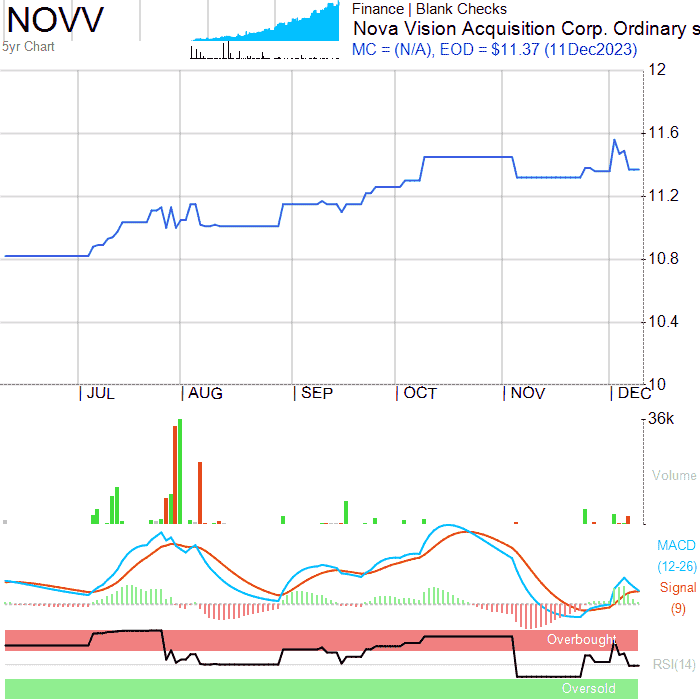 NOVV
5yr Chart
Finance | Blank Checks
Nova Vision Acquisition Corp. Ordinary s
MC = (N/A), EOD = $11.37 (11Dec2023)
12
11.6
11.2
10.8
10.4
10
JUL
AUG
SEP
OCT
NOV
DEC
36k
Volume
MACD
(12-26)
Signal
(9)
Overbought
RSI(14)
Oversold